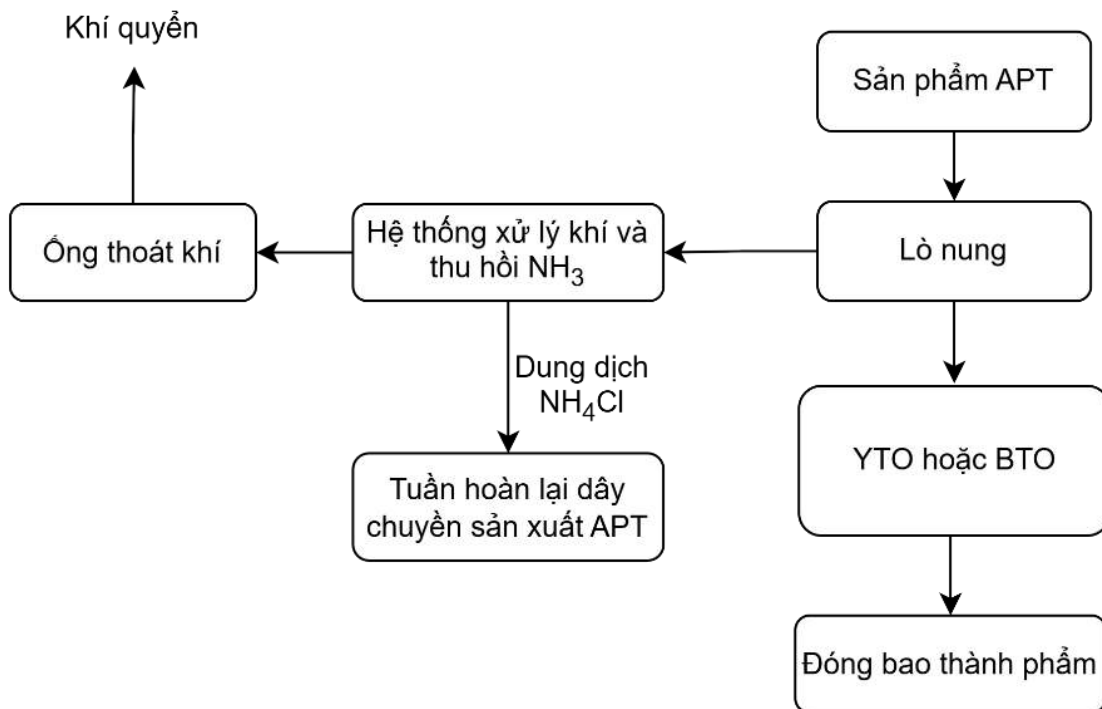 Khí quyển
Sản phẩm APT
Ống thoát khí
Hệ thống xử lý khí và
thu hồi NH₃
Lò nung
Dung dịch
NH₄Cl
YTO hoặc BTO
Tuần hoàn lại dây
chuyền sản xuất APT
Đóng bao thành phẩm